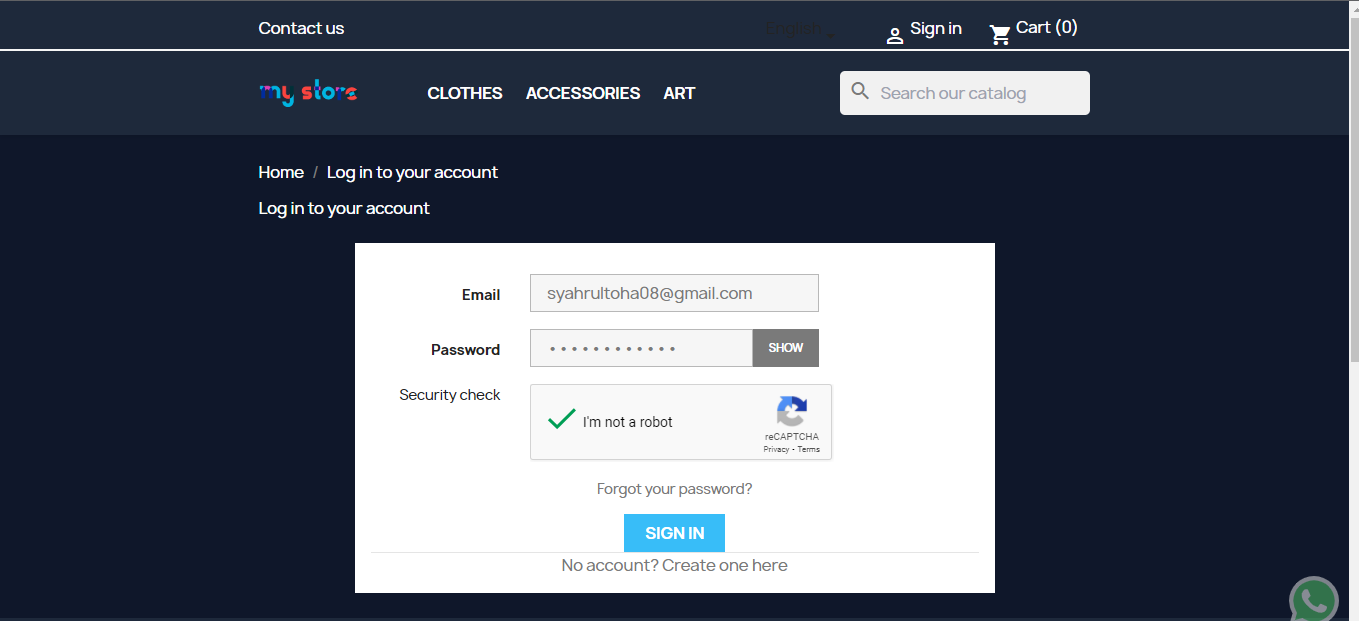 Contact us
English
Sign in
Cart (0)
my store
CLOTHES
ACCESSORIES
ART
Search our catalog
Home / Log in to your account
Log in to your account
Email
syahrultoha08@gmail.com
Password
SHOW
Security check
I'm not a robot
reCAPTCHA
Privacy - Terms
Forgot your password?
SIGN IN
No account? Create one here